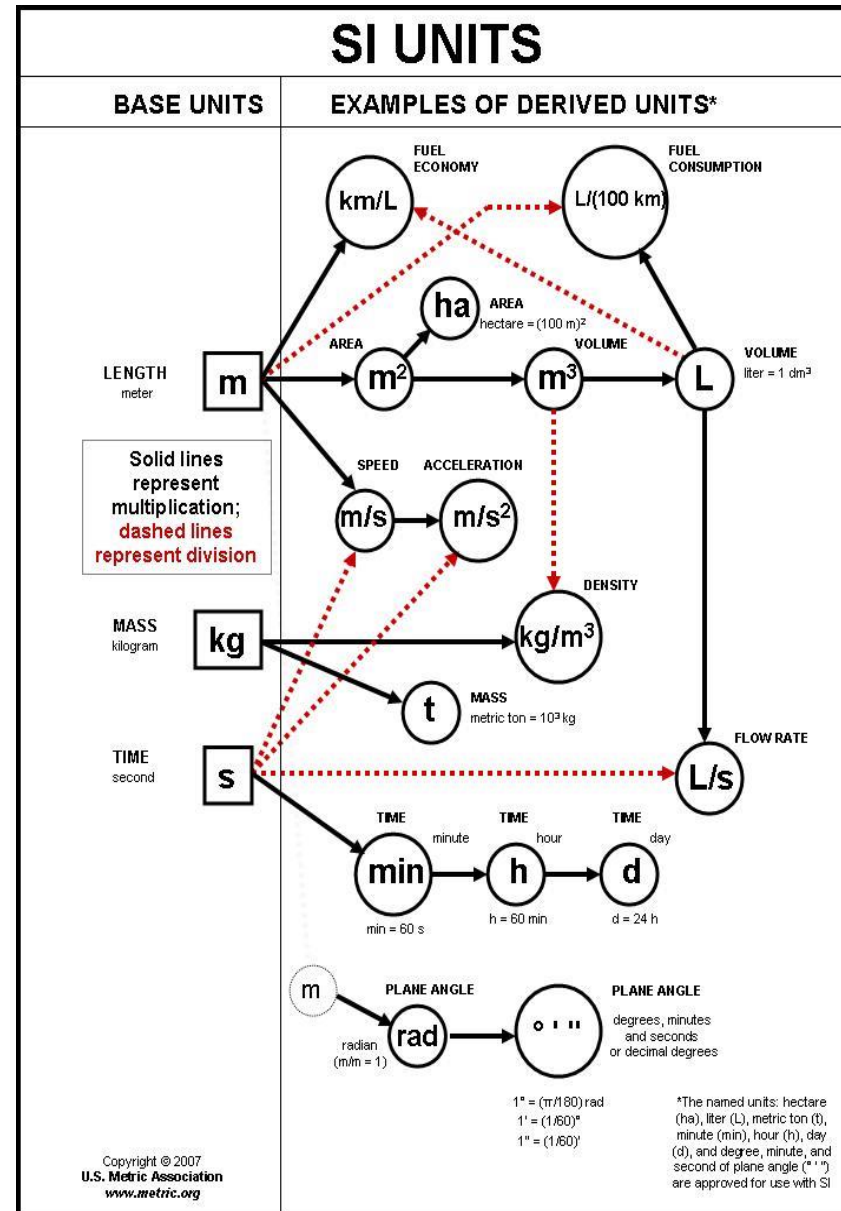 SI UNITS
BASE UNITS
EXAMPLES OF DERIVED UNITS*
FUEL
ECONOMY
km/L
FUEL
CONSUMPTION
L/(100 km)
ha
AREA
hectare = (100 m)²
LENGTH
meter
m
AREA
m²
VOLUME
m³
L
VOLUME
liter = 1 dm³
Solid lines
represent
multiplication;
dashed lines
represent division
SPEED
m/s
ACCELERATION
m/s²
MASS
kilogram
kg
DENSITY
kg/m³
t
MASS
metric ton = 10³ kg
TIME
second
s
FLOW RATE
L/s
TIME
minute
min
min = 60 s
TIME
hour
h
h = 60 min
TIME
day
d
d = 24 h
m
PLANE ANGLE
rad
radian
(m/m = 1)
° ' "
PLANE ANGLE
degrees, minutes
and seconds
or decimal degrees
1° = (π/180) rad
1' = (1/60)°
1" = (1/60)'
*The named units: hectare
(ha), liter (L), metric ton (t),
minute (min), hour (h), day
(d), and degree, minute, and
second of plane angle (° ' ")
are approved for use with SI
Copyright © 2007
U.S. Metric Association
www.metric.org